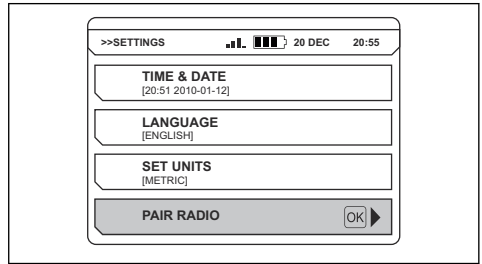 >>SETTINGS 20 DEC 20:55
TIME & DATE
[20:51 2010-01-12]
LANGUAGE
[ENGLISH]
SET UNITS
[METRIC]
PAIR RADIO OK